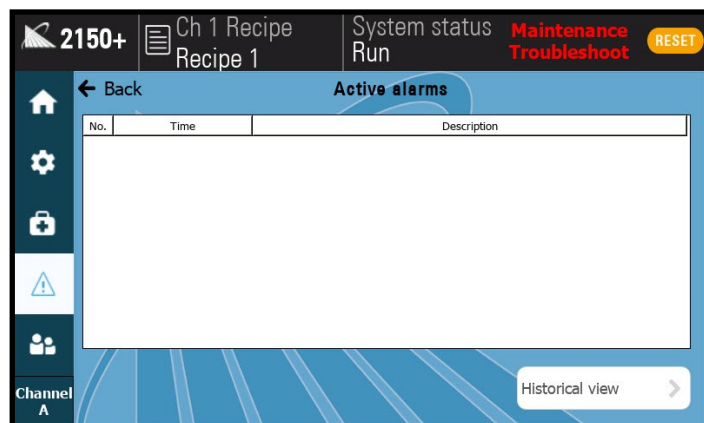 2150+
Ch 1 Recipe
Recipe 1
System status
Run
Maintenance
Troubleshoot
RESET
Back
Active alarms
No. Time Description
Historical view
Channel
A